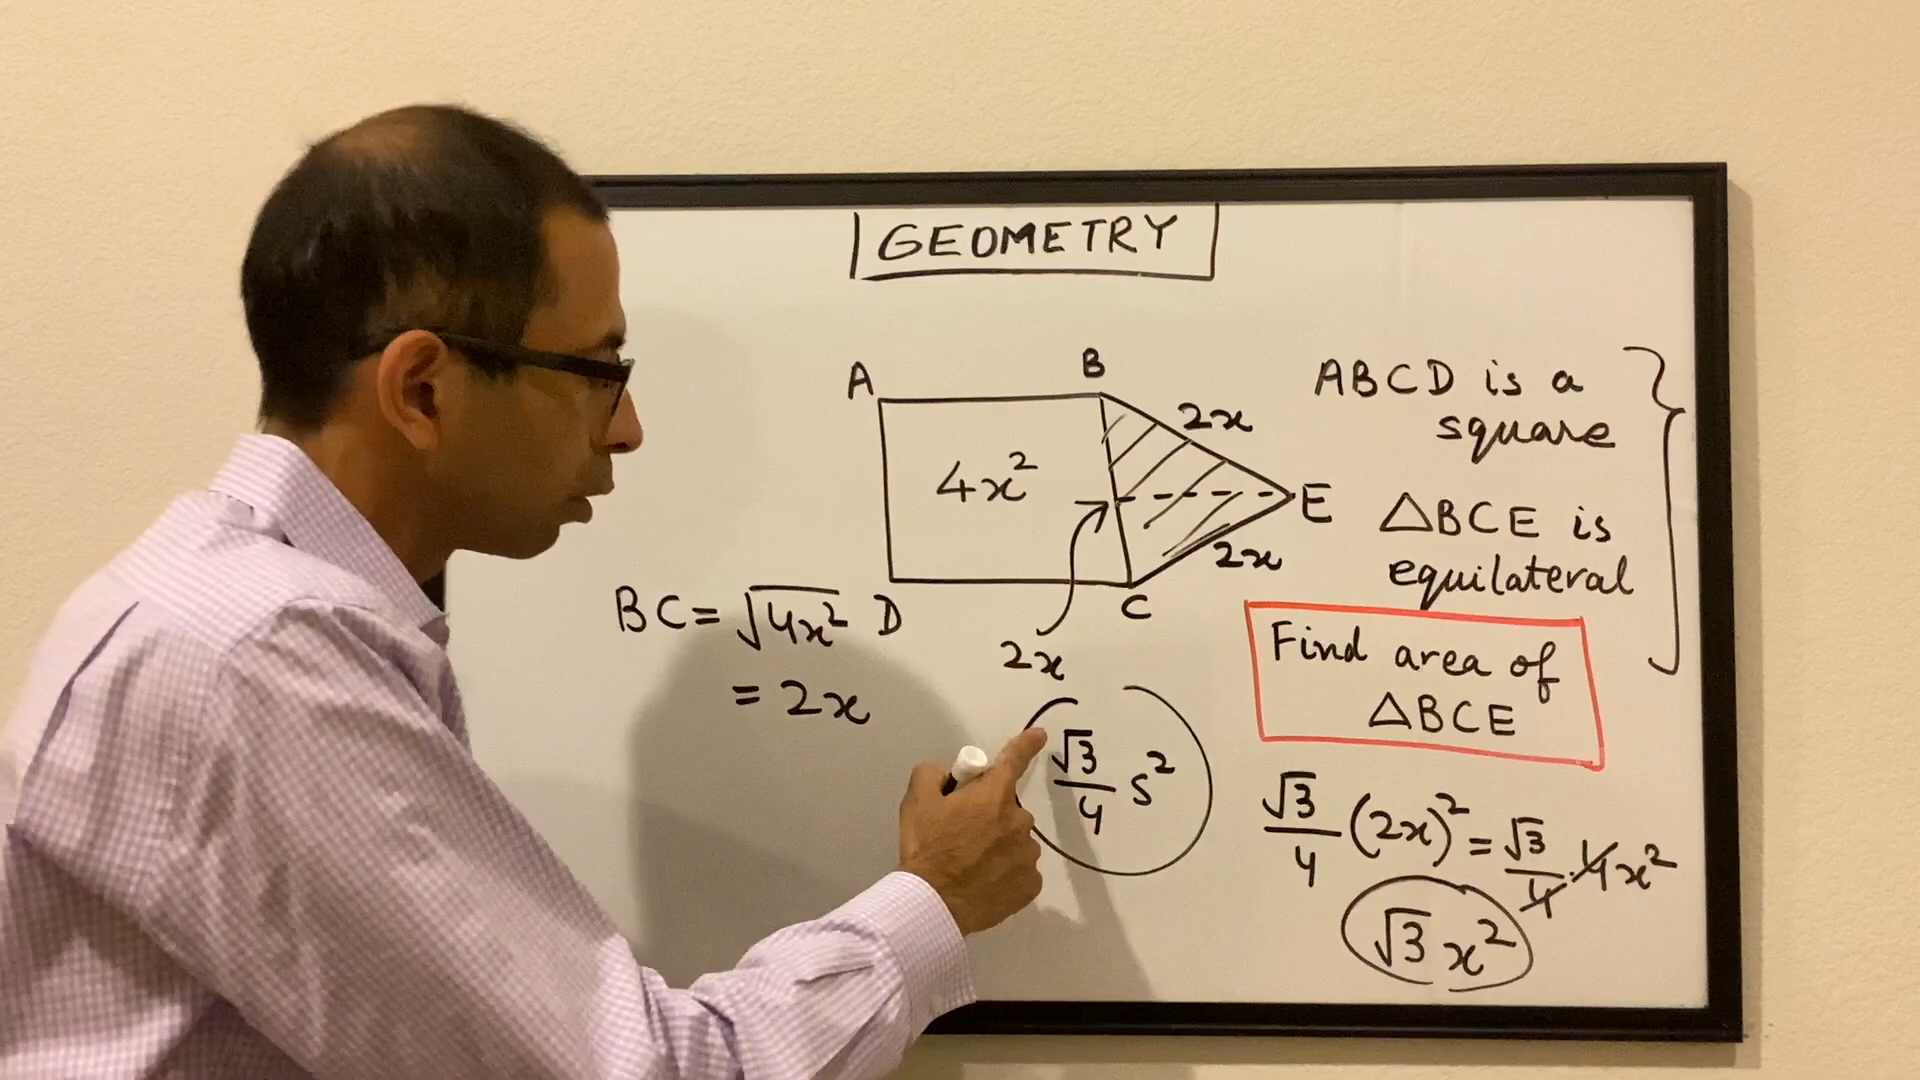 GEOMETRY
A
B
2x
4x²
E
2x
D
C
2x
ABCD is a
square
△BCE is
equilateral
BC = √4x²
= 2x
Find area of
△BCE
√3/4 s²
√3/4 (2x)² = √3/4 · 4x²
√3 x²